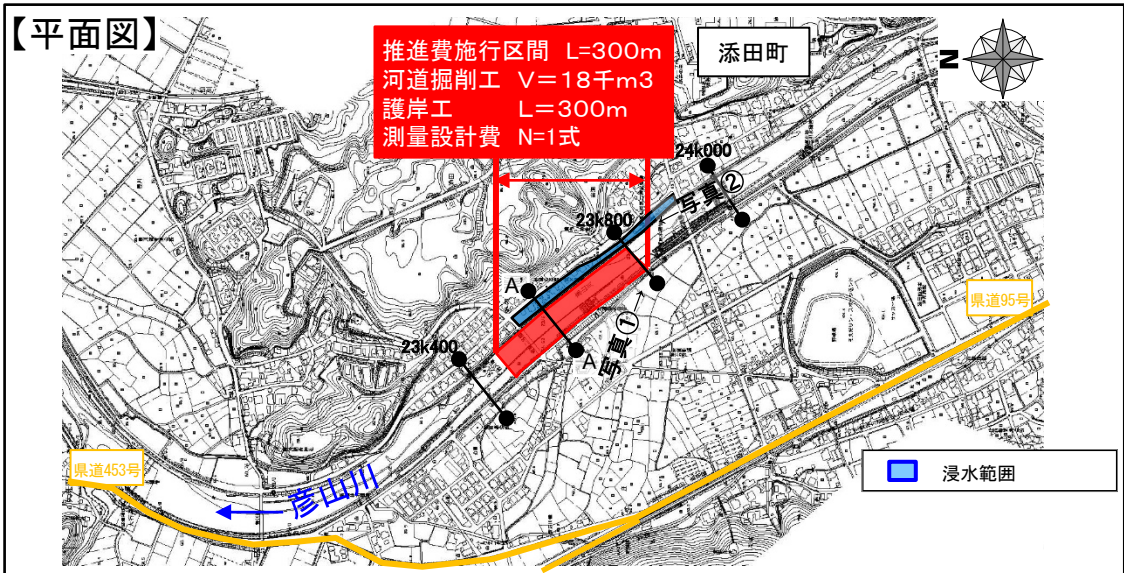 【平面図】
推進費施行区間 L=300m
河道掘削工 V=18千m3
護岸工 L=300m
測量設計費 N=1式
添田町
N
24k000
写真②
23k800
A
A
写真①
23k400
県道95号
県道453号
彦山川
浸水範囲